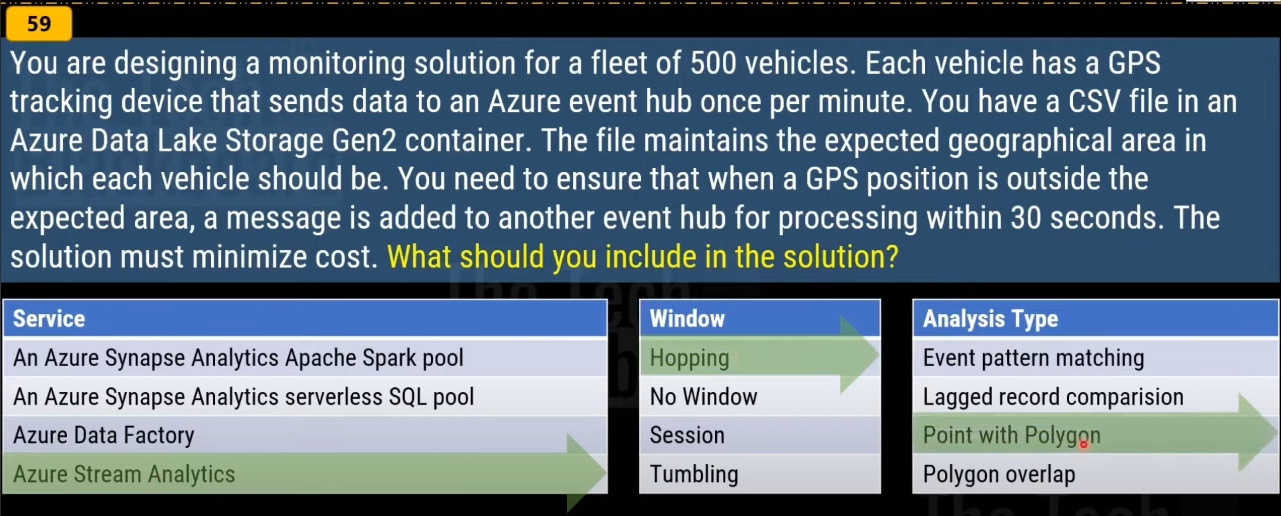 59
You are designing a monitoring solution for a fleet of 500 vehicles. Each vehicle has a GPS
tracking device that sends data to an Azure event hub once per minute. You have a CSV file in an
Azure Data Lake Storage Gen2 container. The file maintains the expected geographical area in
which each vehicle should be. You need to ensure that when a GPS position is outside the
expected area, a message is added to another event hub for processing within 30 seconds. The
solution must minimize cost. What should you include in the solution?
Service
An Azure Synapse Analytics Apache Spark pool
An Azure Synapse Analytics serverless SQL pool
Azure Data Factory
Azure Stream Analytics
Window
Hopping
No Window
Session
Tumbling
Analysis Type
Event pattern matching
Lagged record comparision
Point with Polygon
Polygon overlap